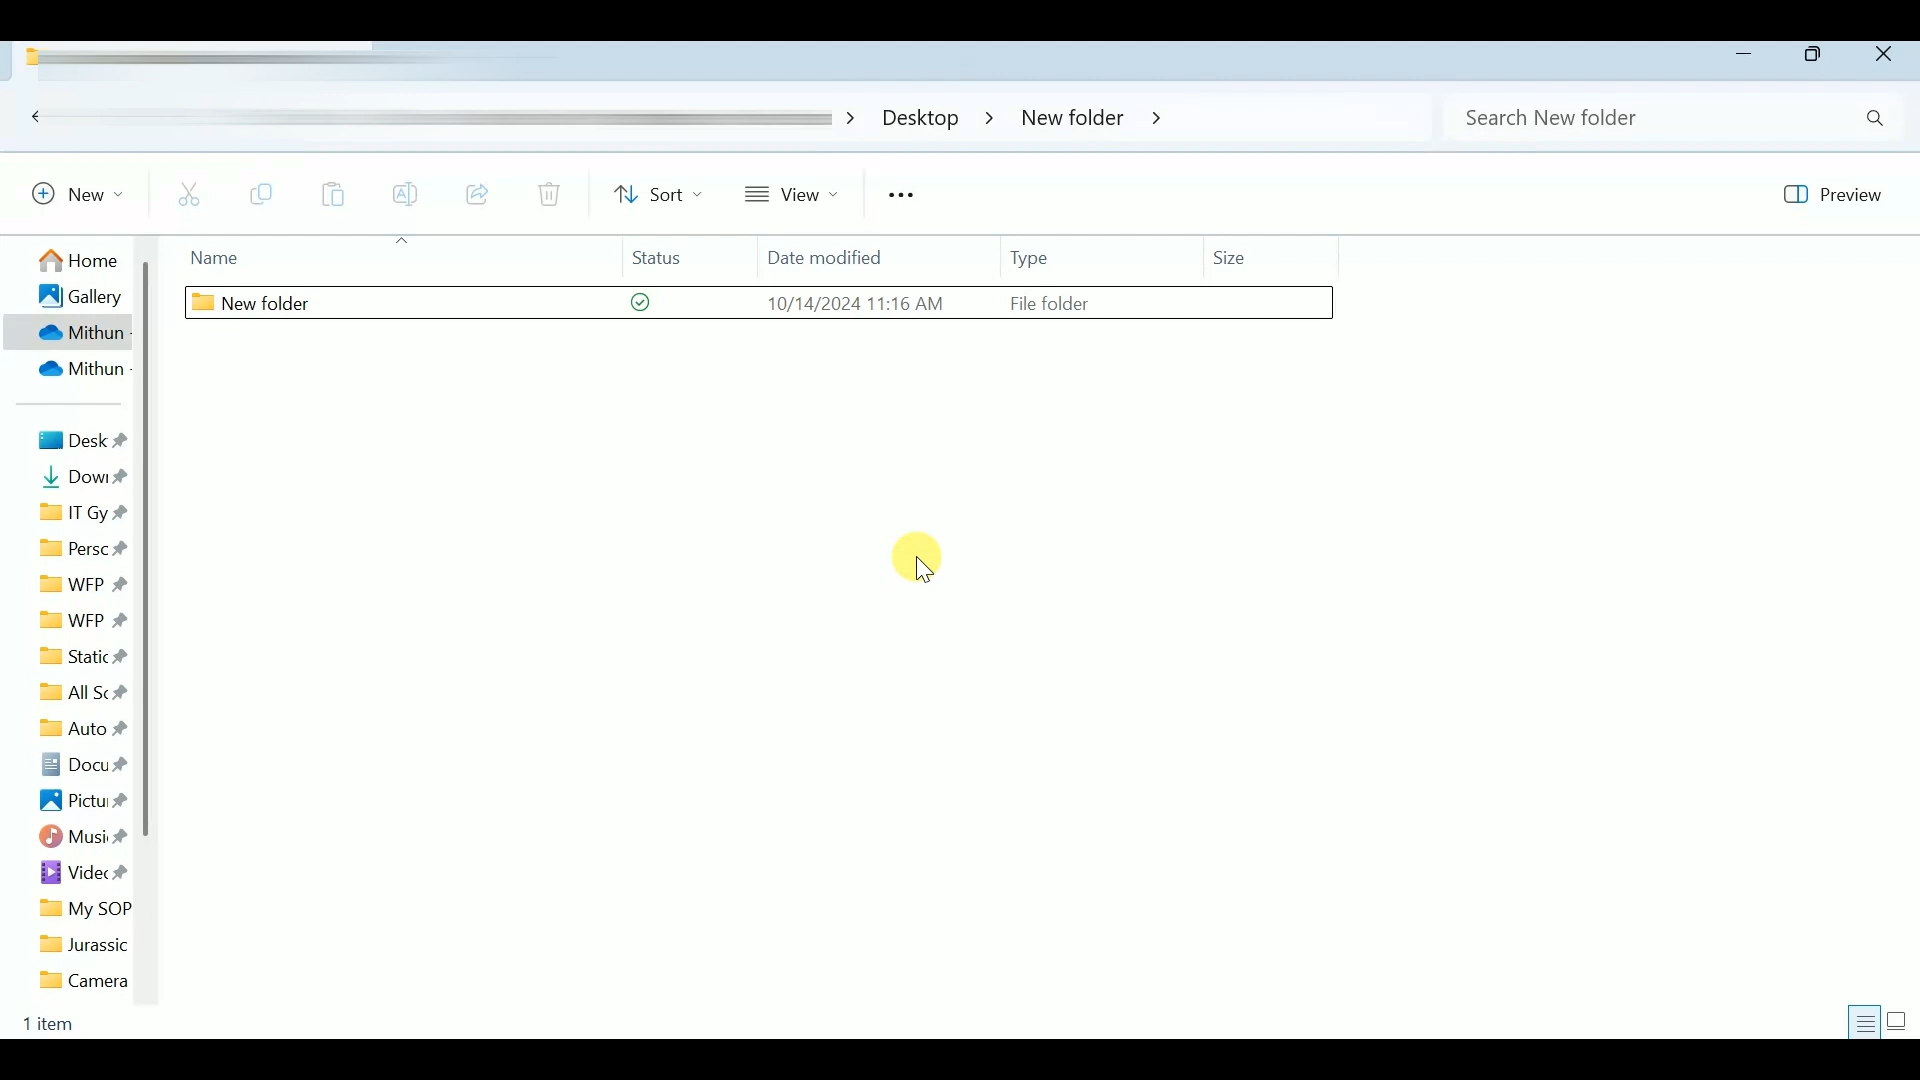 Desktop > New folder >
Search New folder
New
Sort
View
Preview
Name Status Date modified Type Size
New folder 10/14/2024 11:16 AM File folder
Home
Gallery
Mithun -
Mithun -
Desk
Dow
IT Gy
Perso
WFP
WFP
Static
All Sc
Auto
Docu
Pictu
Musi
Videc
My SOP
Jurassic
Camera
1 item